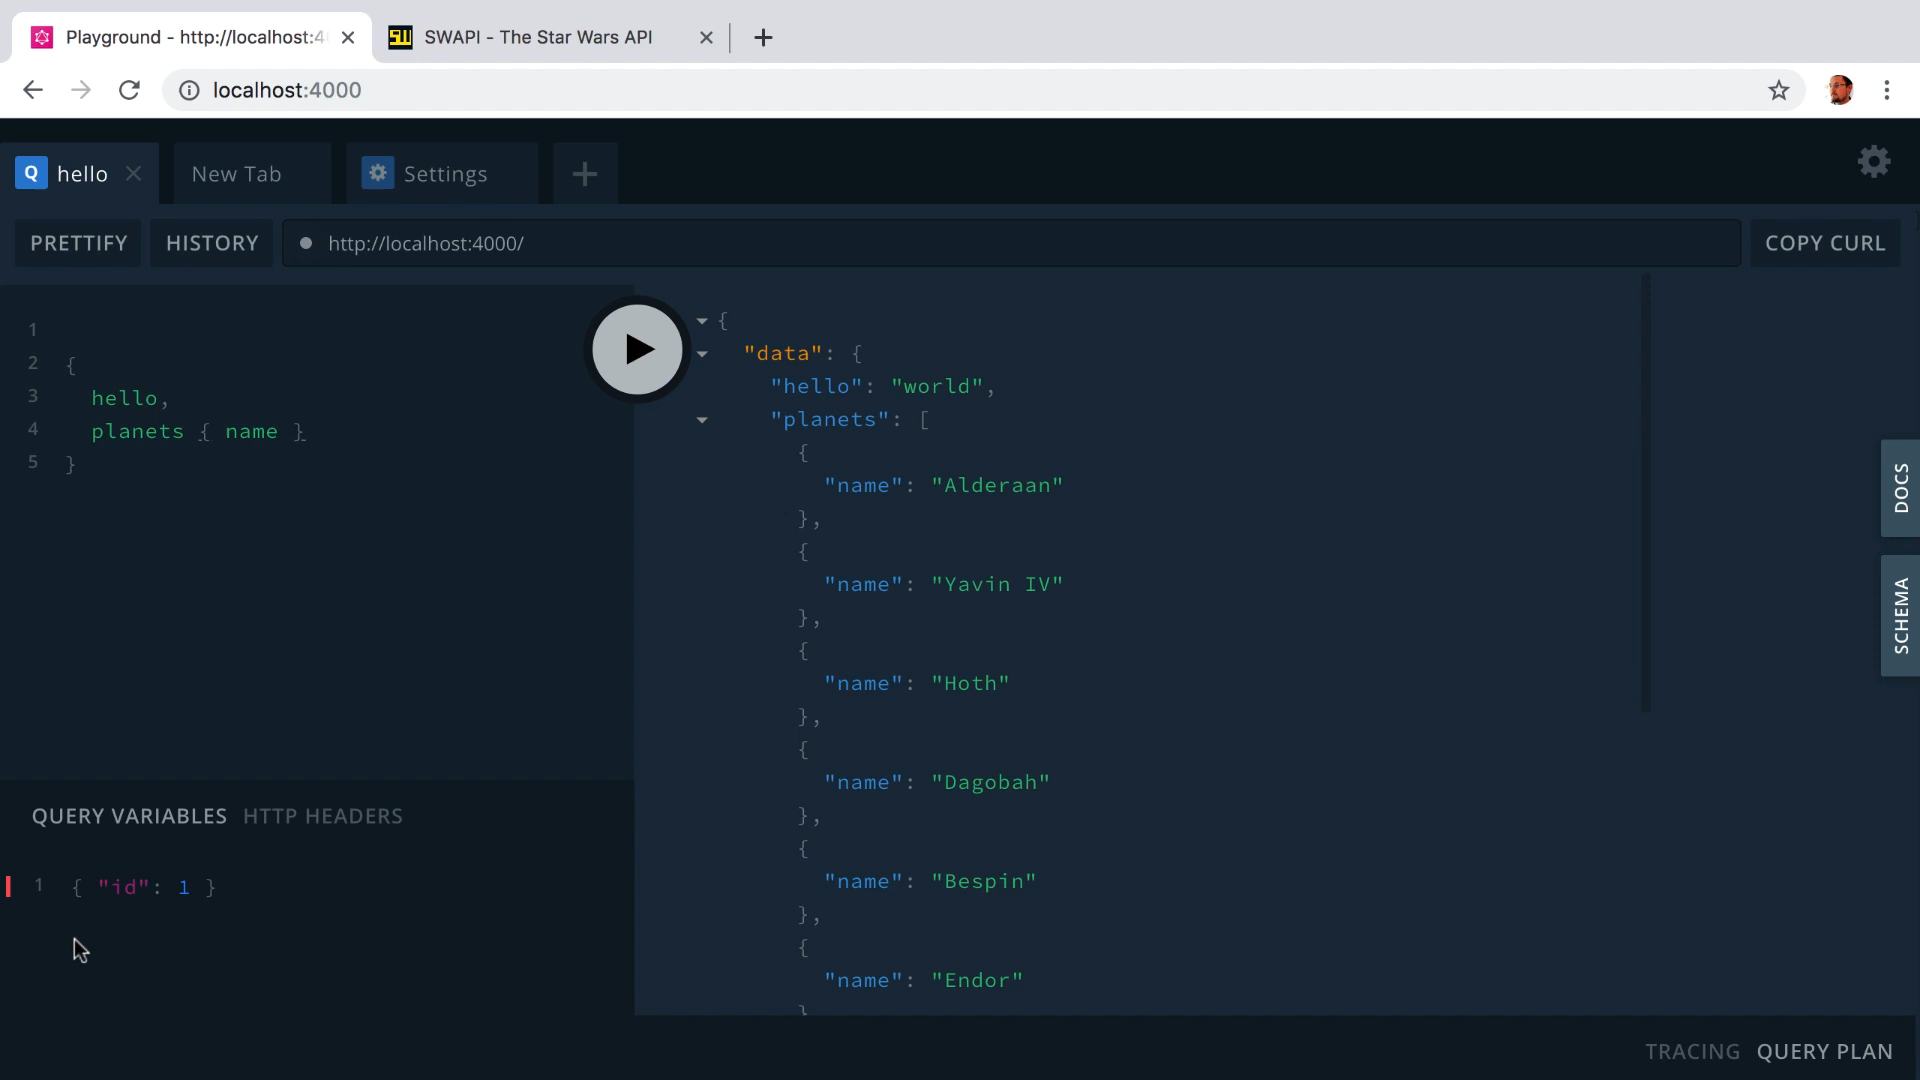 Playground - http://localhost:4
SWAPI - The Star Wars API
localhost:4000
Q hello
New Tab
Settings
PRETTIFY
HISTORY
http://localhost:4000/
COPY CURL
1
2 {
3 hello,
4 planets { name }
5 }
{
"data": {
"hello": "world",
"planets": [
{
"name": "Alderaan"
},
{
"name": "Yavin IV"
},
{
"name": "Hoth"
},
{
"name": "Dagobah"
},
{
"name": "Bespin"
},
{
"name": "Endor"
}
DOCS
SCHEMA
QUERY VARIABLES
HTTP HEADERS
1 { "id": 1 }
TRACING
QUERY PLAN